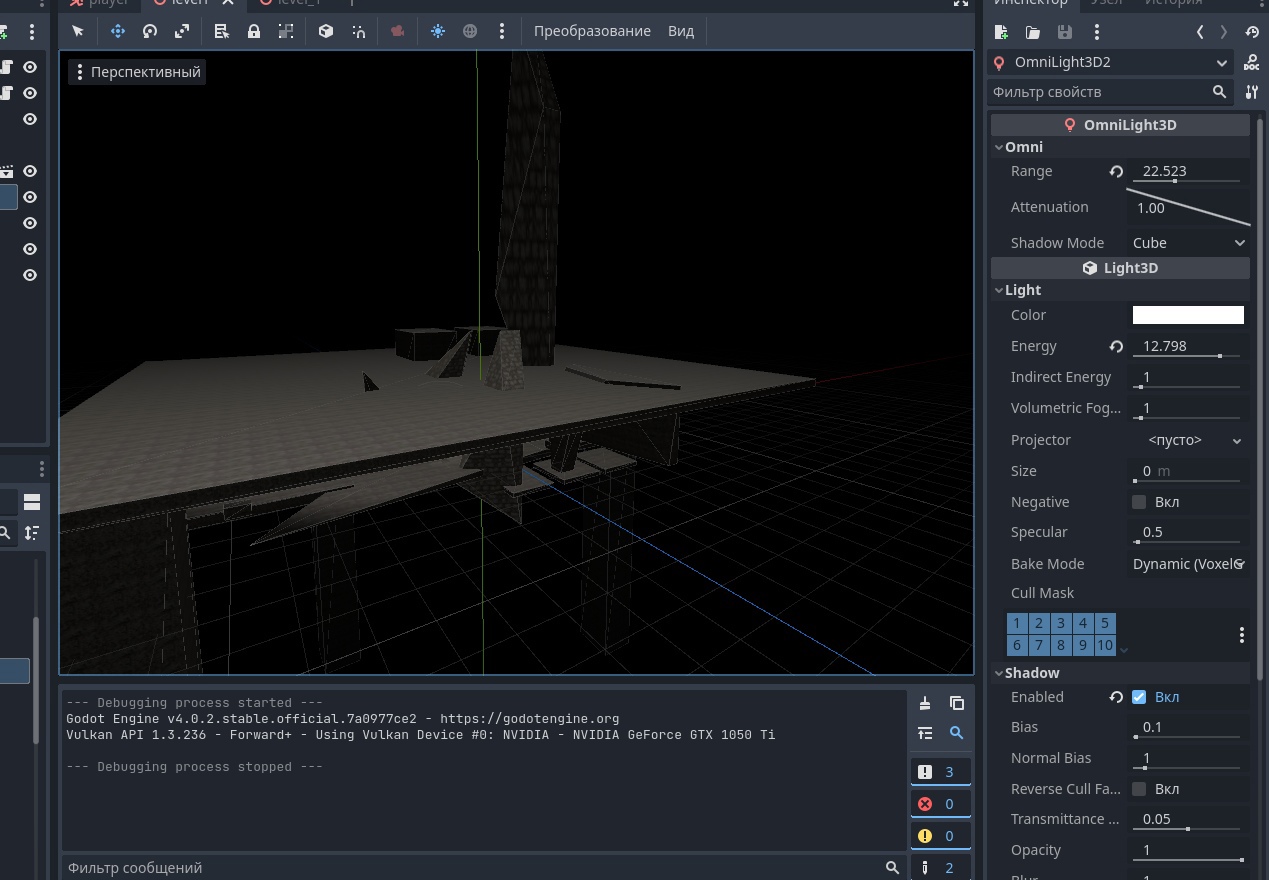 player
level1
level_1
Инспектор
Узел
История
Преобразование
Вид
Перспективный
OmniLight3D2
DOC
Фильтр свойств
OmniLight3D
Omni
Range
22.523
Attenuation
1.00
Shadow Mode
Cube
Light3D
Light
Color
Energy
12.798
Indirect Energy
1
Volumetric Fog...
1
Projector
<пусто>
Size
0 m
Negative
Вкл
Specular
0.5
Bake Mode
Dynamic (VoxelG
Cull Mask
1 2 3 4 5
6 7 8 9 10
Shadow
Enabled
Вкл
Bias
0.1
Normal Bias
1
Reverse Cull Fa...
Вкл
Transmittance ...
0.05
Opacity
1
Blur
1
--- Debugging process started ---
Godot Engine v4.0.2.stable.official.7a0977ce2 - https://godotengine.org
Vulkan API 1.3.236 - Forward+ - Using Vulkan Device #0: NVIDIA - NVIDIA GeForce GTX 1050 Ti
--- Debugging process stopped ---
3
0
0
2
Фильтр сообщений